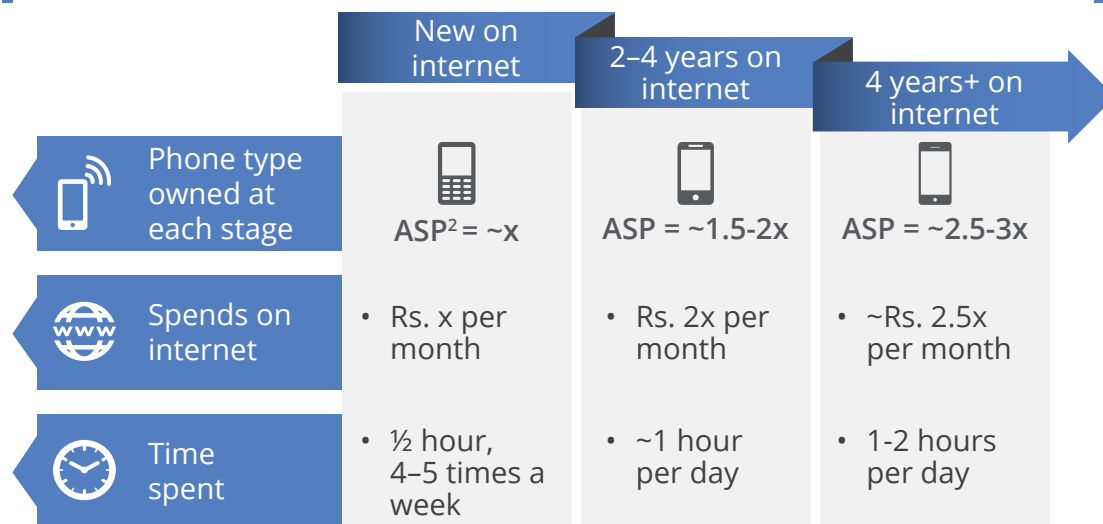 New on
internet
2–4 years on
internet
4 years+ on
internet
Phone type
owned at
each stage
ASP² = ~x
ASP = ~1.5-2x
ASP = ~2.5-3x
www
Spends on
internet
• Rs. x per
month
• Rs. 2x per
month
• ~Rs. 2.5x
per month
Time
spent
• ½ hour,
4–5 times a
week
• ~1 hour
per day
• 1-2 hours
per day